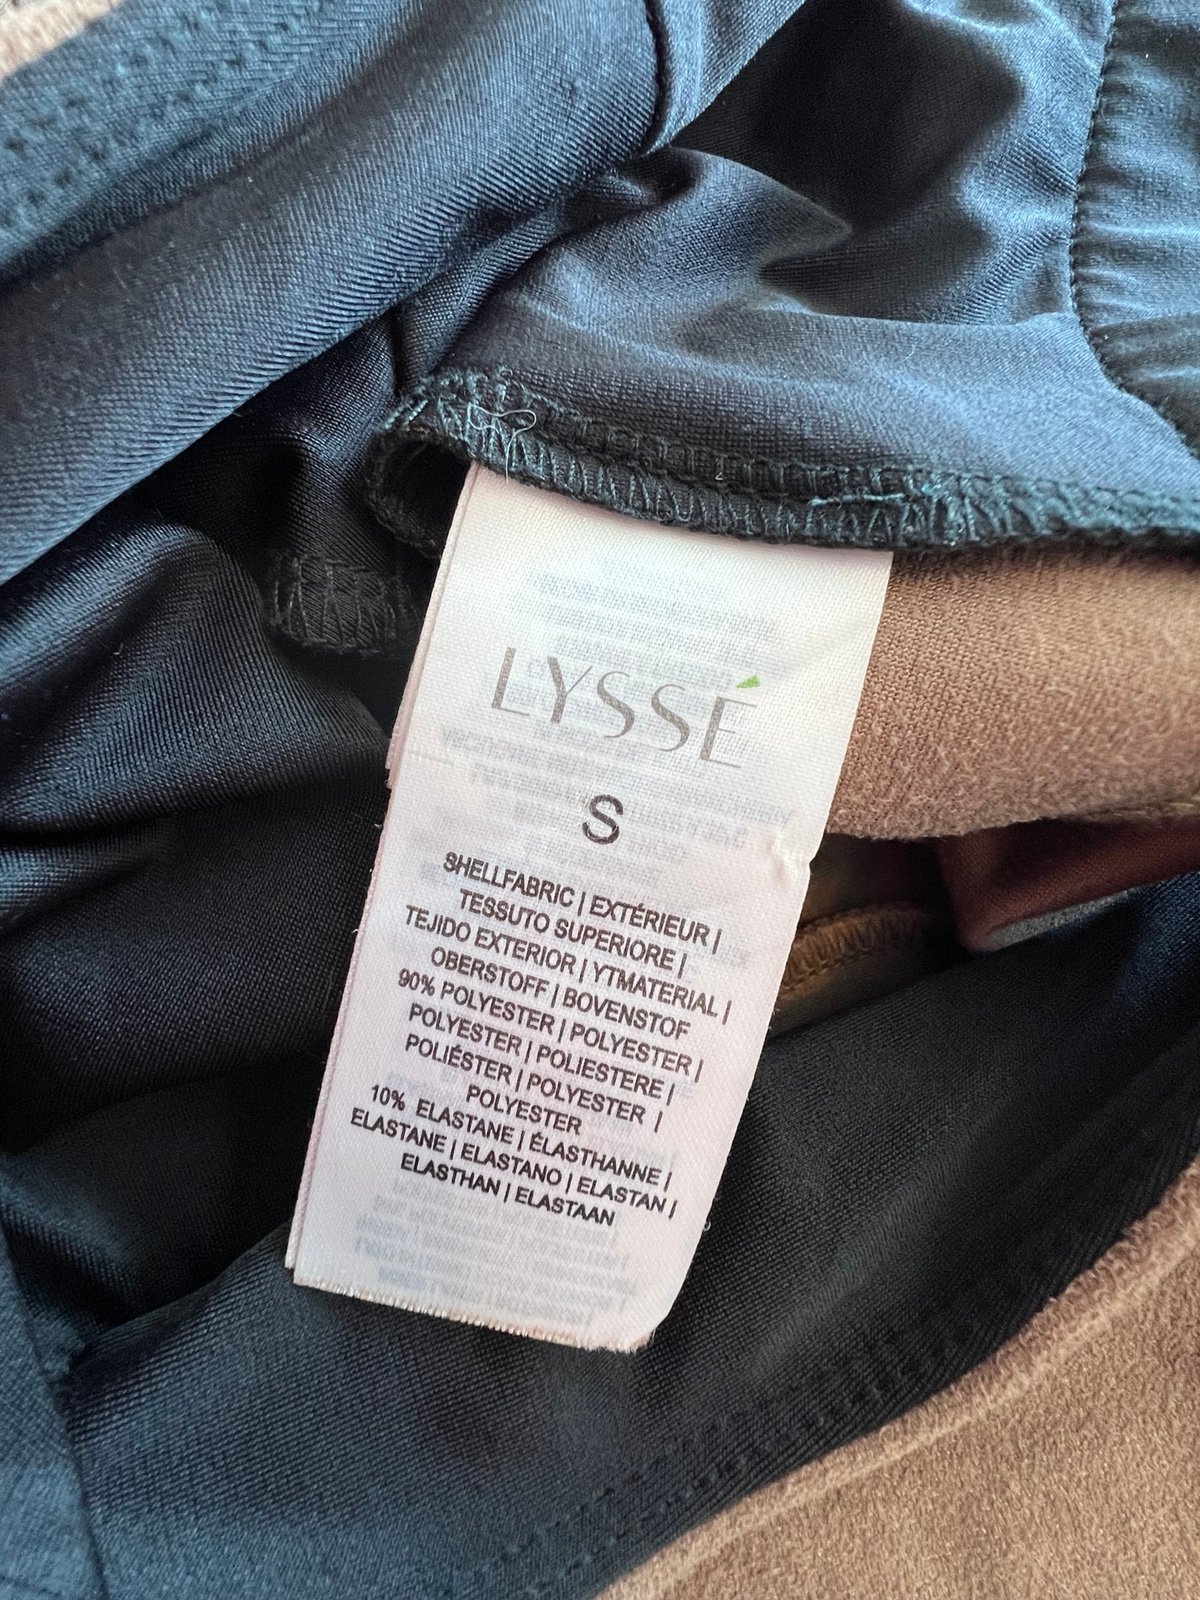 LYSSÉ
S
SHELLFABRIC | EXTÉRIEUR |
TESSUTO SUPERIORE |
TEJIDO EXTERIOR | YTMATERIAL |
OBERSTOFF | BOVENSTOF
90% POLYESTER | POLYESTER |
POLYESTER | POLIESTERE |
POLIÉSTER | POLYESTER |
POLYESTER
10% ELASTANE | ÉLASTHANNE |
ELASTANE | ELASTANO | ELASTAN |
ELASTHAN | ELASTAAN